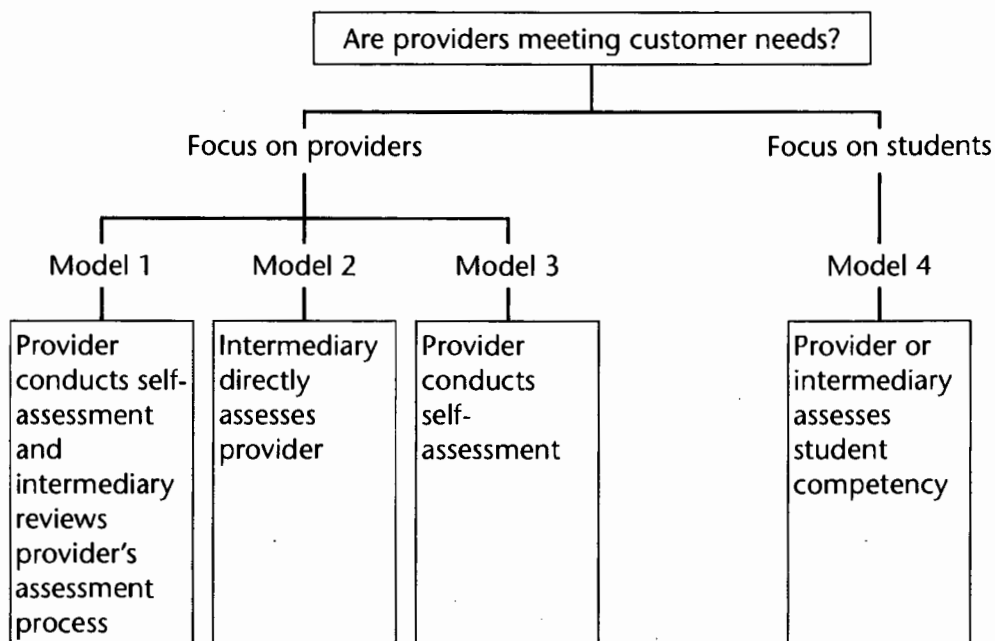 Are providers meeting customer needs?
Focus on providers
Focus on students
Model 1
Model 2
Model 3
Model 4
Provider
conducts self-
assessment
and
intermediary
reviews
provider's
assessment
process
Intermediary
directly
assesses
provider
Provider
conducts
self-
assessment
Provider or
intermediary
assesses
student
competency